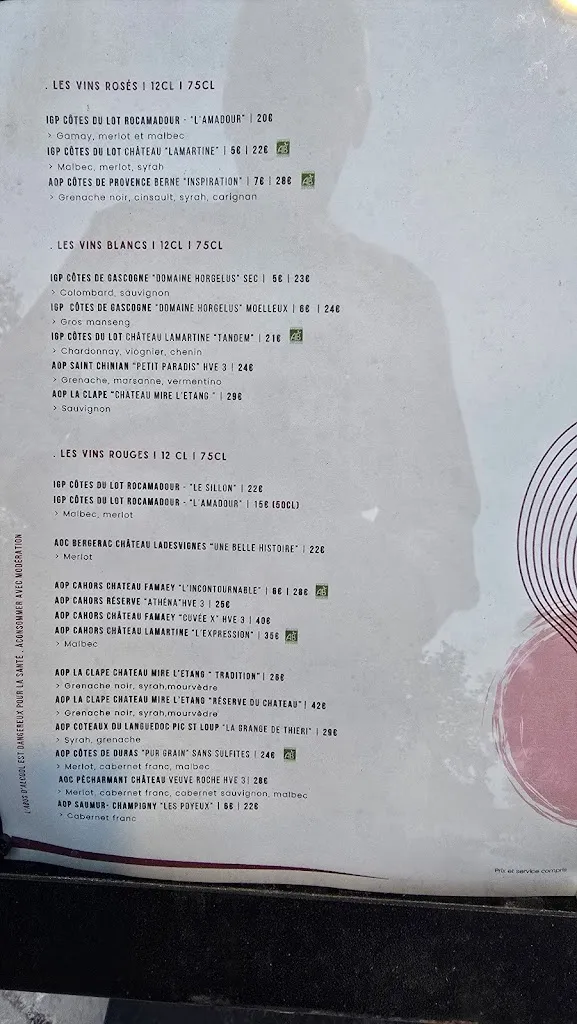 . LES VINS ROSÉS I 12CL I 75CL
IGP CÔTES DU LOT ROCAMADOUR - "L'AMADOUR" | 20€
> Gamay, merlot et malbec
IGP CÔTES DU LOT CHÂTEAU "LAMARTINE" | 5€ | 22€ AB
> Malbec, merlot, syrah
AOP CÔTES DE PROVENCE BERNE "INSPIRATION" | 7€ | 28€ AB
> Grenache noir, cinsault, syrah, carignan
. LES VINS BLANCS I 12CL I 75CL
IGP CÔTES DE GASCOGNE "DOMAINE HORGELUS" SEC | 5€ | 23€
> Colombard, sauvignon
IGP CÔTES DE GASCOGNE "DOMAINE HORGELUS" MOELLEUX | 6€ | 24€
> Gros manseng
IGP CÔTES DU LOT CHÂTEAU LAMARTINE "TANDEM" | 21€ AB
> Chardonnay, viognier, chenin
AOP SAINT CHINIAN "PETIT PARADIS" HVE 3 | 24€
> Grenache, marsanne, vermentino
AOP LA CLAPE "CHÂTEAU MIRE L'ETANG " | 29€
> Sauvignon
. LES VINS ROUGES I 12 CL I 75CL
IGP CÔTES DU LOT ROCAMADOUR - "LE SILLON" | 22€
IGP CÔTES DU LOT ROCAMADOUR - "L'AMADOUR" | 15€ (50CL)
> Malbec, merlot
AOC BERGERAC CHÂTEAU LADESVIGNES "UNE BELLE HISTOIRE" | 22€
> Merlot
AOP CAHORS CHATEAU FAMAEY "L'INCONTOURNABLE" | 6€ | 28€ AB
AOP CAHORS RÉSERVE "ATHÉNA"HVE 3 | 25€
AOP CAHORS CHÂTEAU FAMAEY "CUVÉE X" HVE 3 | 40€
AOP CAHORS CHÂTEAU LAMARTINE "L'EXPRESSION" | 35€ AB
> Malbec
AOP LA CLAPE CHATEAU MIRE L'ETANG " TRADITION"| 26€
> Grenache noir, syrah,mourvèdre
AOP LA CLAPE CHATEAU MIRE L'ETANG "RÉSERVE DU CHATEAU"| 42€
> Grenache noir, syrah,mourvèdre
AOP COTEAUX DU LANGUEDOC PIC ST LOUP "LA GRANGE DE THIERI" | 29€
> Syrah, grenache
AOP CÔTES DE DURAS "PUR GRAIN" SANS SULFITES | 24€ AB
> Merlot, cabernet franc, malbec
AOC PÉCHARMANT CHÂTEAU VEUVE ROCHE HVE 3| 28€
> Merlot, cabernet franc, cabernet sauvignon, malbec
AOP SAUMUR- CHAMPIGNY "LES POYEUX" | 6€ | 22€
> Cabernet franc
L'ABUS D'ALCOOL EST DANGEREUX POUR LA SANTÉ . ÀCONSOMMER AVEC MODERATION
Prix et service compris